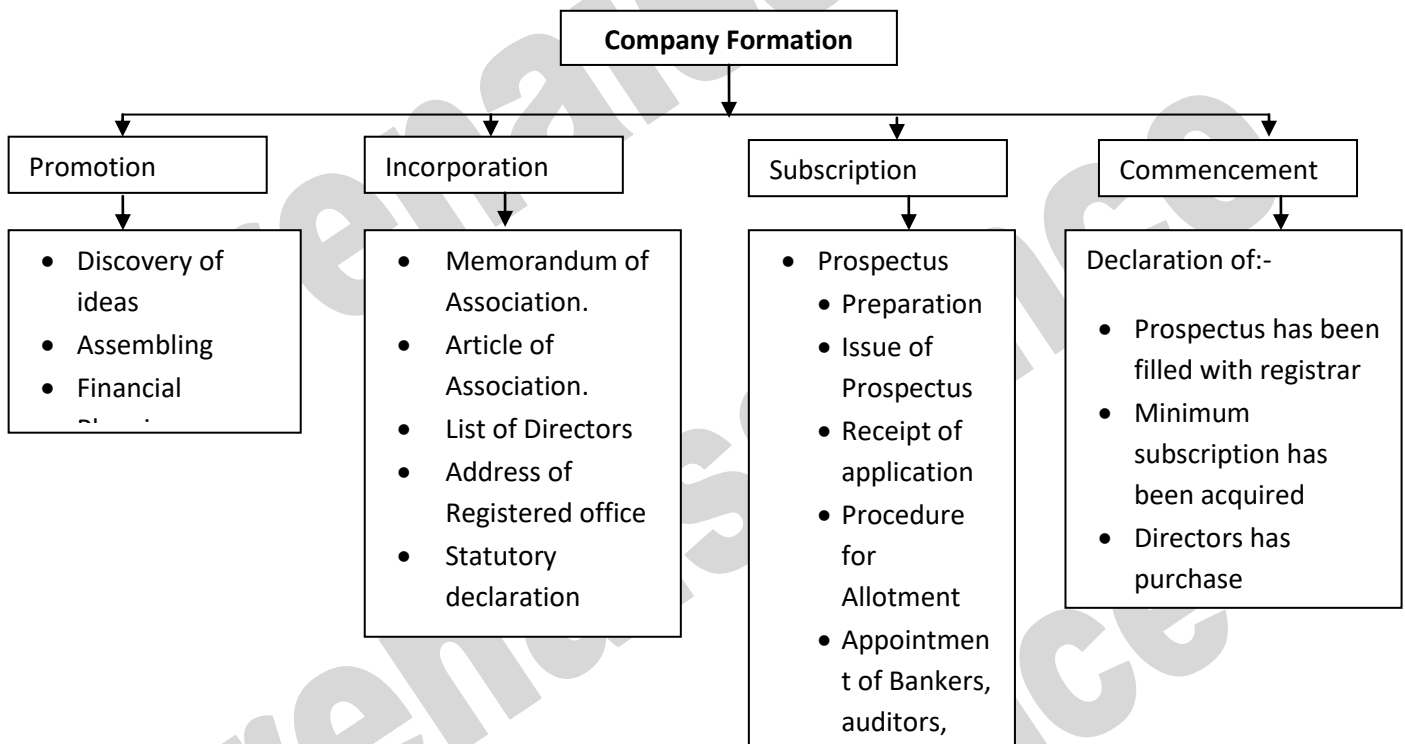 Company Formation
Promotion
Incorporation
Subscription
Commencement
• Discovery of
ideas
• Assembling
• Financial
• Memorandum of
Association.
• Article of
Association.
• List of Directors
• Address of
Registered office
• Statutory
declaration
• Prospectus
• Preparation
• Issue of
Prospectus
• Receipt of
application
• Procedure
for
Allotment
• Appointmen
t of Bankers,
auditors,
Declaration of:-
• Prospectus has been
filled with registrar
• Minimum
subscription has
been acquired
• Directors has
purchase